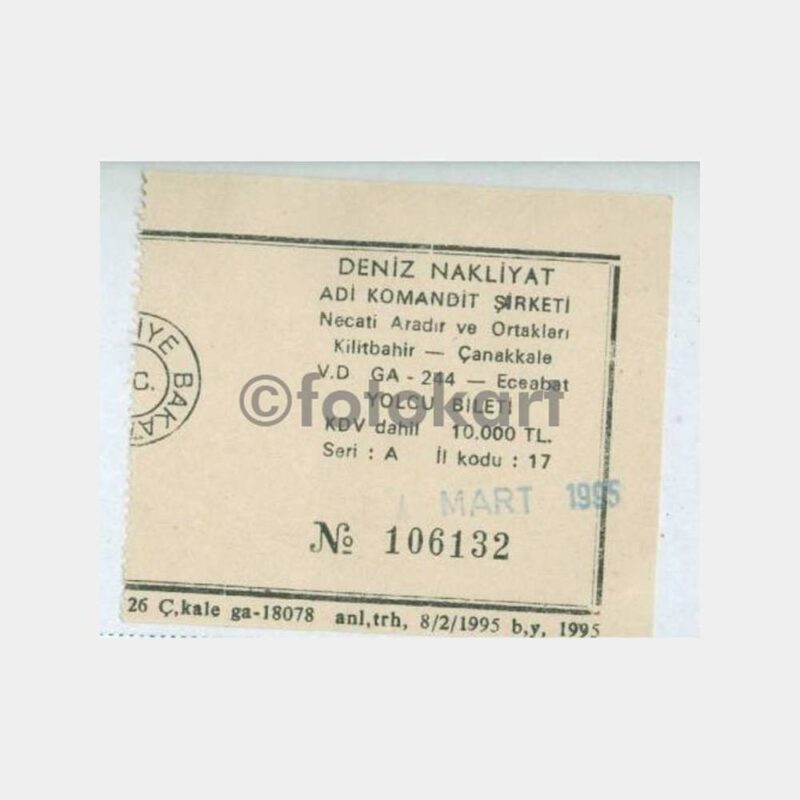 DENİZ NAKLİYAT
ADİ KOMANDİT ŞİRKETİ
Necati Aradır ve Ortakları
Kilitbahir — Çanakkale
V.D GA - 244 — Eceabat
YOLCU BİLETİ
KDV dahil 10.000 TL.
Seri : A İl kodu : 17
İYE BAKA
C.
MART 1995
№ 106132
26 Ç,kale ga-18078 anl,trh, 8/2/1995 b,y, 1995
©fotokart